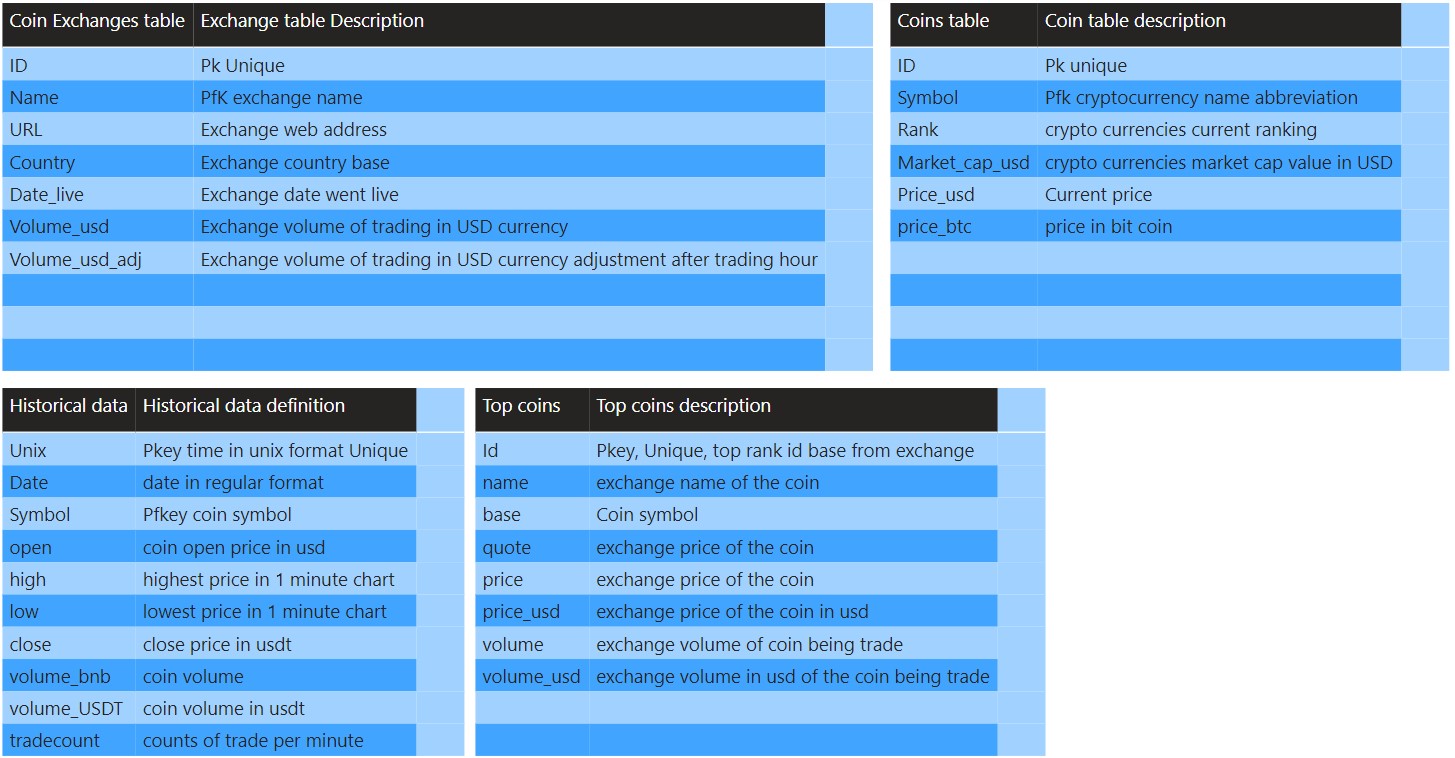 Coin Exchanges table Exchange table Description
ID Pk Unique
Name PfK exchange name
URL Exchange web address
Country Exchange country base
Date_live Exchange date went live
Volume_usd Exchange volume of trading in USD currency
Volume_usd_adj Exchange volume of trading in USD currency adjustment after trading hour
Coins table Coin table description
ID Pk unique
Symbol Pfk cryptocurrency name abbreviation
Rank crypto currencies current ranking
Market_cap_usd crypto currencies market cap value in USD
Price_usd Current price
price_btc price in bit coin
Historical data Historical data definition
Unix Pkey time in unix format Unique
Date date in regular format
Symbol Pfkey coin symbol
open coin open price in usd
high highest price in 1 minute chart
low lowest price in 1 minute chart
close close price in usdt
volume_bnb coin volume
volume_USDT coin volume in usdt
tradecount counts of trade per minute
Top coins Top coins description
Id Pkey, Unique, top rank id base from exchange
name exchange name of the coin
base Coin symbol
quote exchange price of the coin
price exchange price of the coin
price_usd exchange price of the coin in usd
volume exchange volume of coin being trade
volume_usd exchange volume in usd of the coin being trade